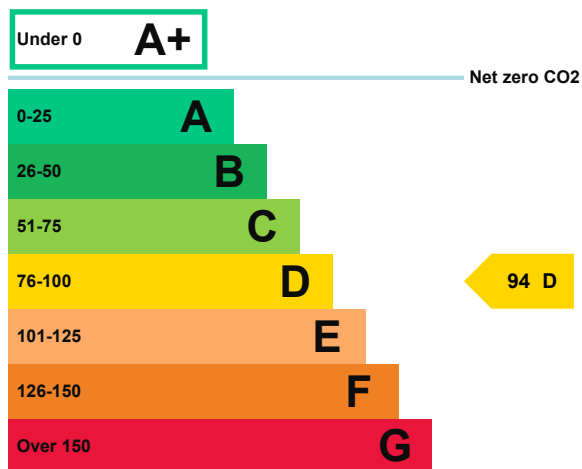 Under 0 A+
Net zero CO2
0-25 A
26-50 B
51-75 C
76-100 D
94 D
101-125 E
126-150 F
Over 150 G